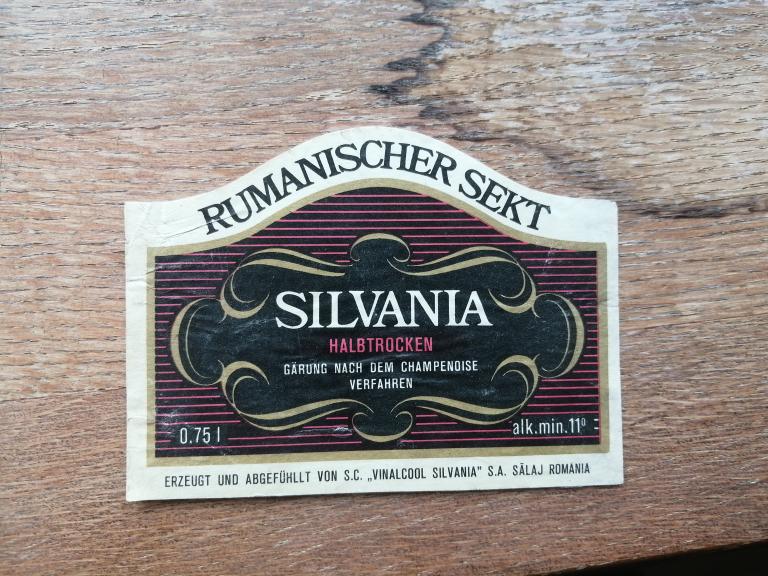 RUMANISCHER SEKT
SILVANIA
HALBTROCKEN
GÄRUNG NACH DEM CHAMPENOISE
VERFAHREN
0.75 l
alk.min.11⁰
ERZEUGT UND ABGEFÜHLLT VON S.C. „VINALCOOL SILVANIA" S.A. SĂLAJ ROMANIA